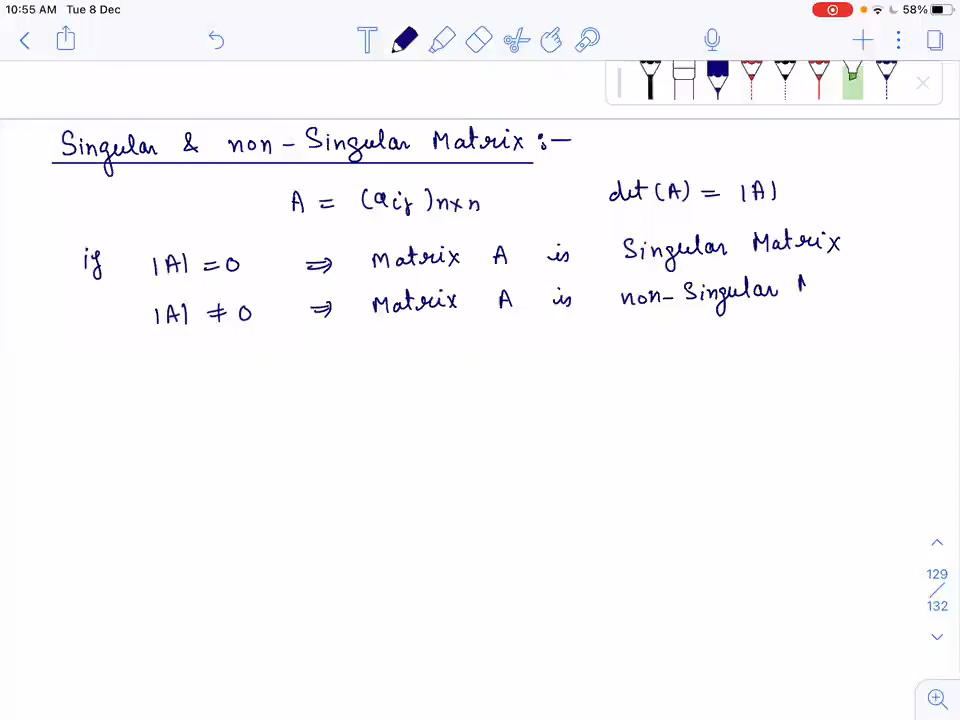 10:55 AM Tue 8 Dec 58%
T
Singular & non-Singular Matrix :-
A = (aij)n×n det(A) = |A|
if |A| = 0 ⇒ Matrix A is Singular Matrix
|A| ≠ 0 ⇒ Matrix A is non-Singular
129
/
132